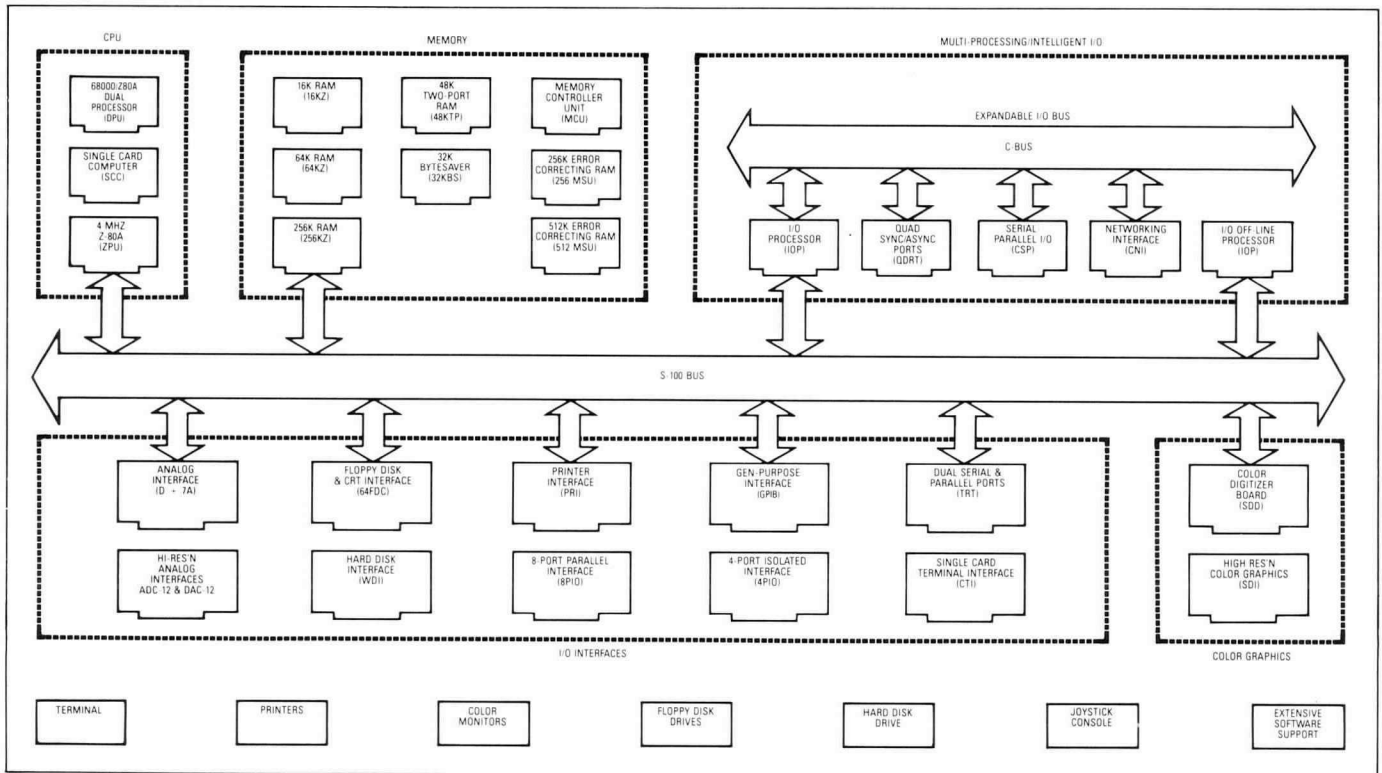 CPU
68000/Z80A
DUAL
PROCESSOR
(DPU)
SINGLE CARD
COMPUTER
(SCC)
4 MHZ
Z-80A
(ZPU)
MEMORY
16K RAM
(16KZ)
48K
TWO-PORT
RAM
(48KTP)
MEMORY
CONTROLLER
UNIT
(MCU)
64K RAM
(64KZ)
32K
BYTESAVER
(32KBS)
256K ERROR
CORRECTING RAM
(256 MSU)
256K RAM
(256KZ)
512K ERROR
CORRECTING RAM
(512 MSU)
MULTI-PROCESSING/INTELLIGENT I/O
EXPANDABLE I/O BUS
C-BUS
I/O
PROCESSOR
(IOP)
QUAD
SYNC/ASYNC
PORTS
(QDRT)
SERIAL
PARALLEL I/O
(CSP)
NETWORKING
INTERFACE
(CNI)
I/O OFF-LINE
PROCESSOR
(IOP)
S-100 BUS
ANALOG
INTERFACE
(D + 7A)
FLOPPY DISK
& CRT INTERFACE
(64FDC)
PRINTER
INTERFACE
(PRI)
GEN-PURPOSE
INTERFACE
(GPIB)
DUAL SERIAL &
PARALLEL PORTS
(TRT)
COLOR
DIGITIZER
BOARD
(SDD)
HI-RES'N
ANALOG
INTERFACES
ADC-12 & DAC-12
HARD DISK
INTERFACE
(WDI)
8-PORT PARALLEL
INTERFACE
(8PIO)
4-PORT ISOLATED
INTERFACE
(4PIO)
SINGLE CARD
TERMINAL INTERFACE
(CTI)
HIGH RES'N
COLOR GRAPHICS
(SDI)
I/O INTERFACES
COLOR GRAPHICS
TERMINAL
PRINTERS
COLOR
MONITORS
FLOPPY DISK
DRIVES
HARD DISK
DRIVE
JOYSTICK
CONSOLE
EXTENSIVE
SOFTWARE
SUPPORT